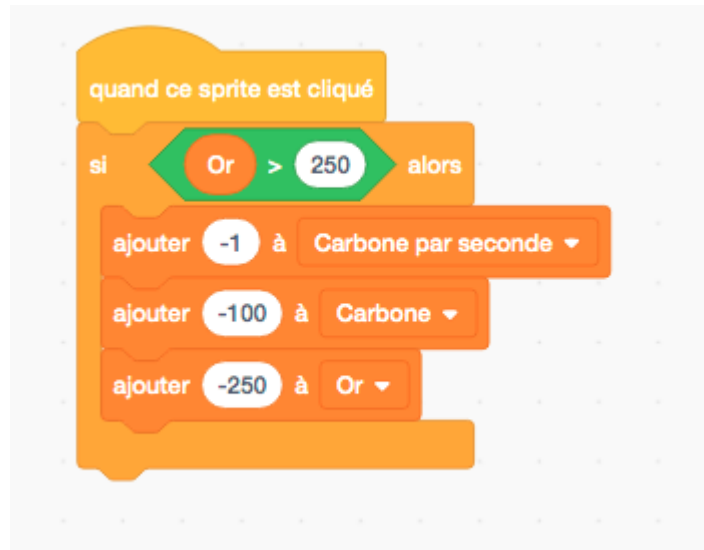 quand ce sprite est cliqué
si Or > 250 alors
ajouter -1 à Carbone par seconde
ajouter -100 à Carbone
ajouter -250 à Or